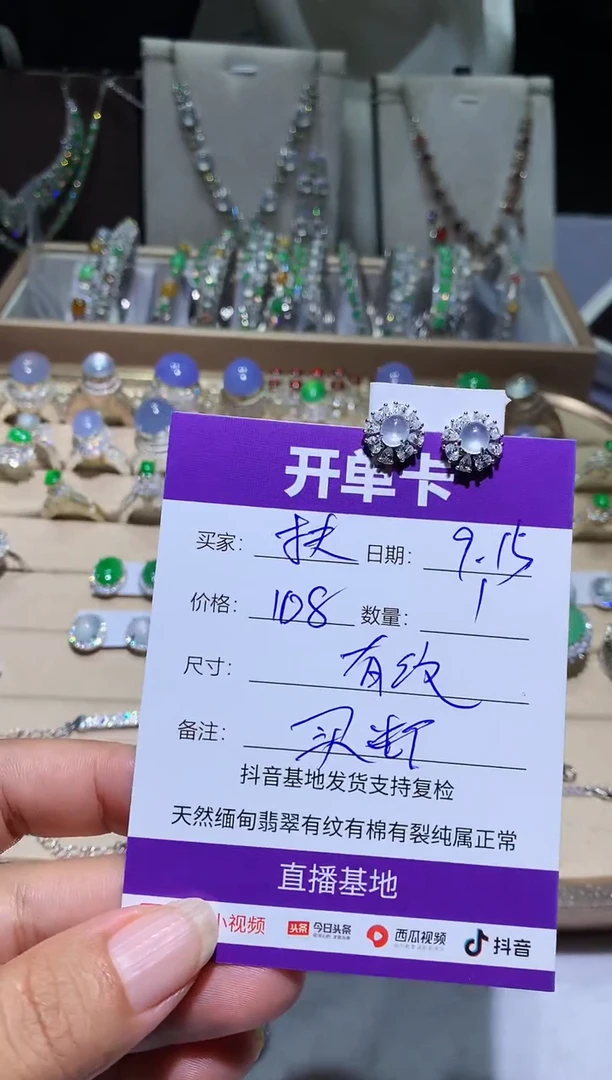 开单卡
买家: 扶 日期: 9.15
价格: 108 数量: 1
尺寸: 有纹
备注: 买断
抖音基地发货支持复检
天然缅甸翡翠有纹有棉有裂纯属正常
直播基地
小视频 头条 今日头条 西瓜视频 抖音